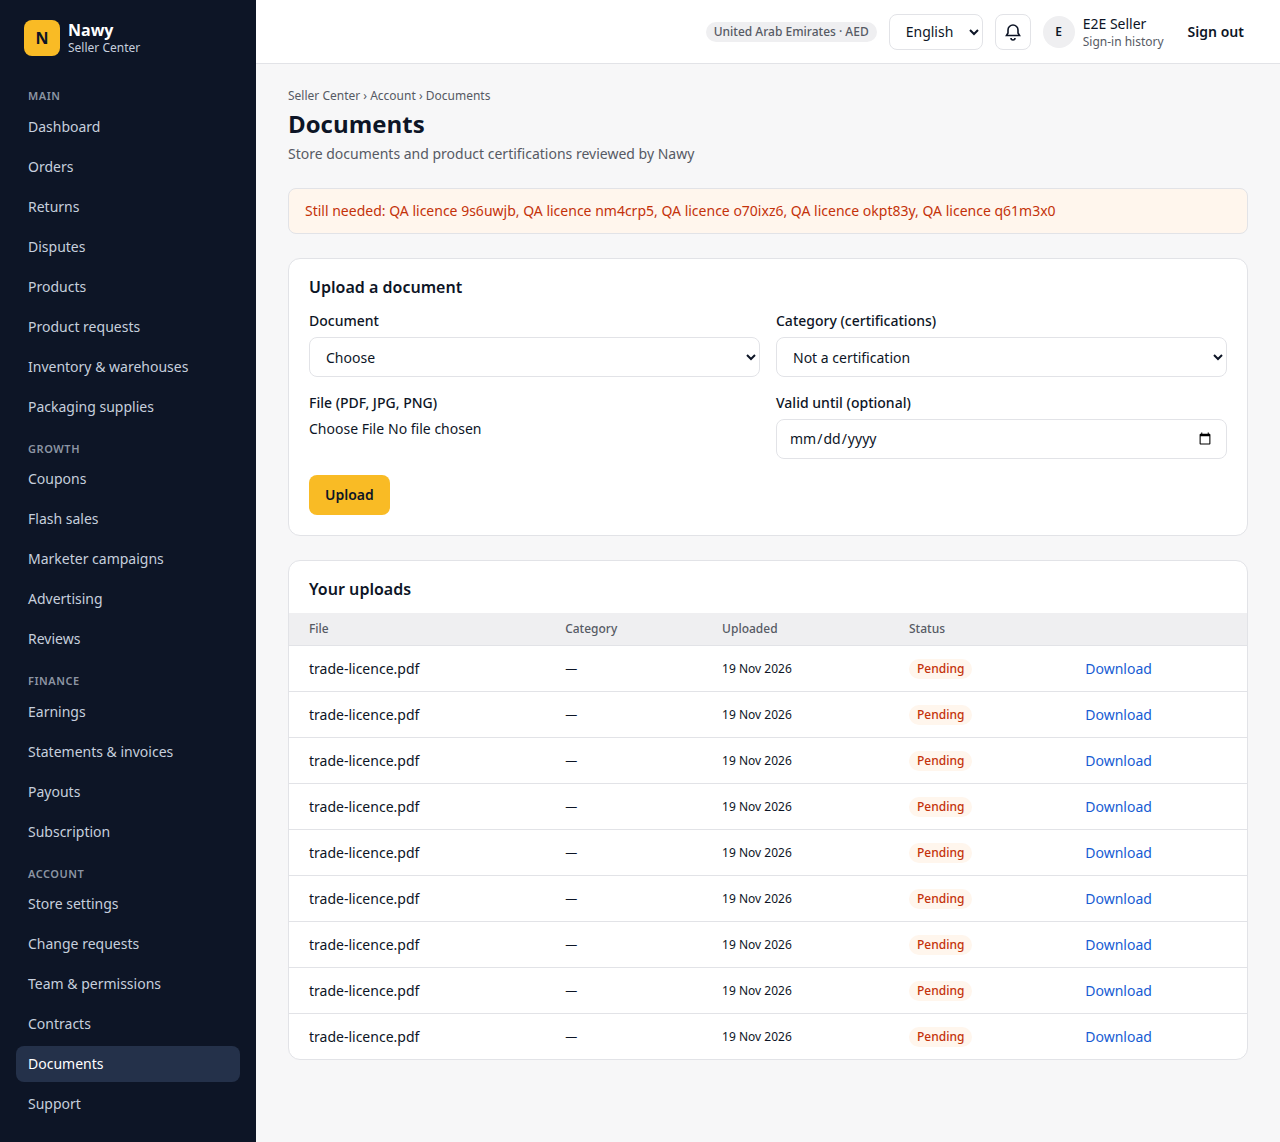 N
Nawy
Seller Center
United Arab Emirates · AED
English
E
E2E Seller
Sign-in history
Sign out
MAIN
Dashboard
Orders
Returns
Disputes
Products
Product requests
Inventory & warehouses
Packaging supplies
GROWTH
Coupons
Flash sales
Marketer campaigns
Advertising
Reviews
FINANCE
Earnings
Statements & invoices
Payouts
Subscription
ACCOUNT
Store settings
Change requests
Team & permissions
Contracts
Documents
Support
Seller Center › Account › Documents
Documents
Store documents and product certifications reviewed by Nawy
Still needed: QA licence 9s6uwjb, QA licence nm4crp5, QA licence o70ixz6, QA licence okpt83y, QA licence q61m3x0
Upload a document
Document
Category (certifications)
Choose
Not a certification
File (PDF, JPG, PNG)
Valid until (optional)
Choose File No file chosen
mm/dd/yyyy
Upload
Your uploads
File Category Uploaded Status
trade-licence.pdf — 19 Nov 2026 Pending Download
trade-licence.pdf — 19 Nov 2026 Pending Download
trade-licence.pdf — 19 Nov 2026 Pending Download
trade-licence.pdf — 19 Nov 2026 Pending Download
trade-licence.pdf — 19 Nov 2026 Pending Download
trade-licence.pdf — 19 Nov 2026 Pending Download
trade-licence.pdf — 19 Nov 2026 Pending Download
trade-licence.pdf — 19 Nov 2026 Pending Download
trade-licence.pdf — 19 Nov 2026 Pending Download